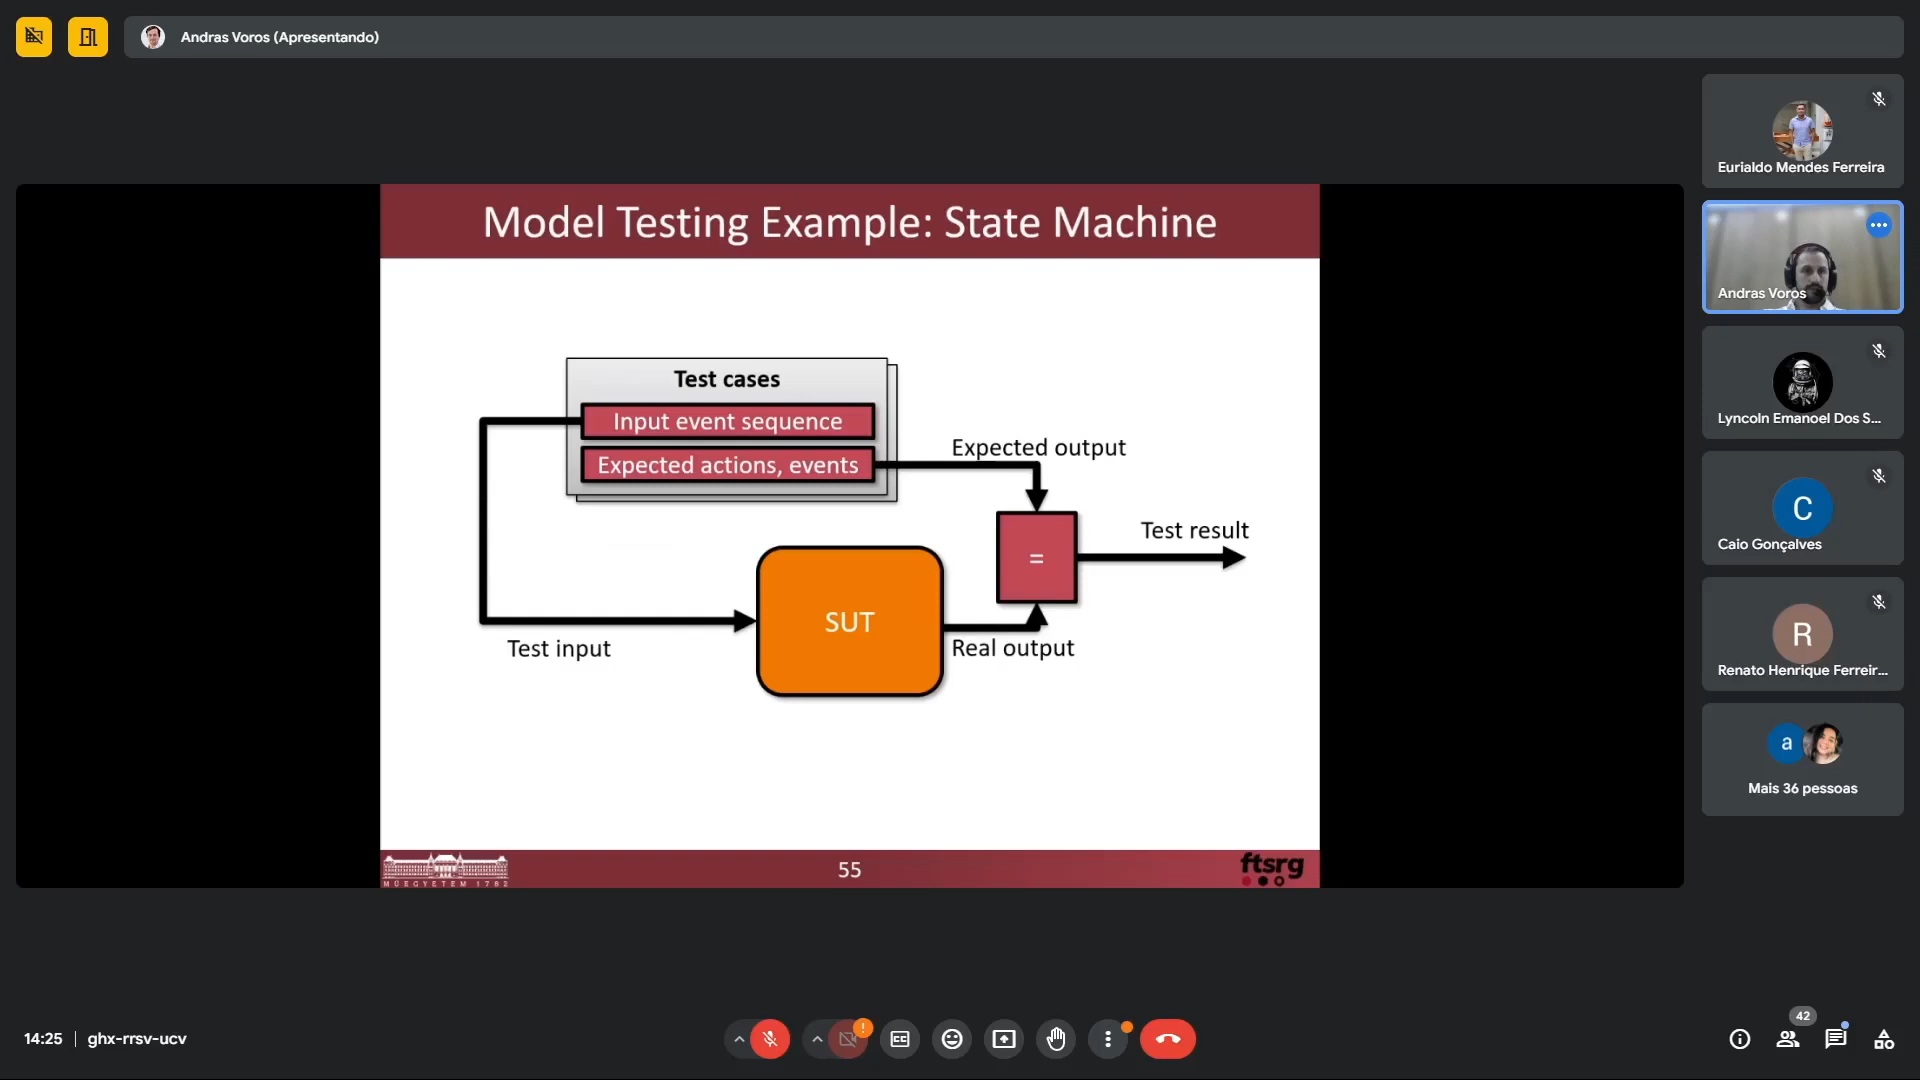 Andras Voros (Apresentando)
Eurialdo Mendes Ferreira
Model Testing Example: State Machine
Andras Voros
Test cases
Input event sequence
Expected actions, events
Expected output
Lyncoln Emanoel Dos S...
=
Test result
C
Caio Gonçalves
SUT
Test input
Real output
R
Renato Henrique Ferreir...
a
Mais 36 pessoas
MŰEGYETEM 1782
55
ftsrg
14:25
ghx-rrsv-ucv
!
42